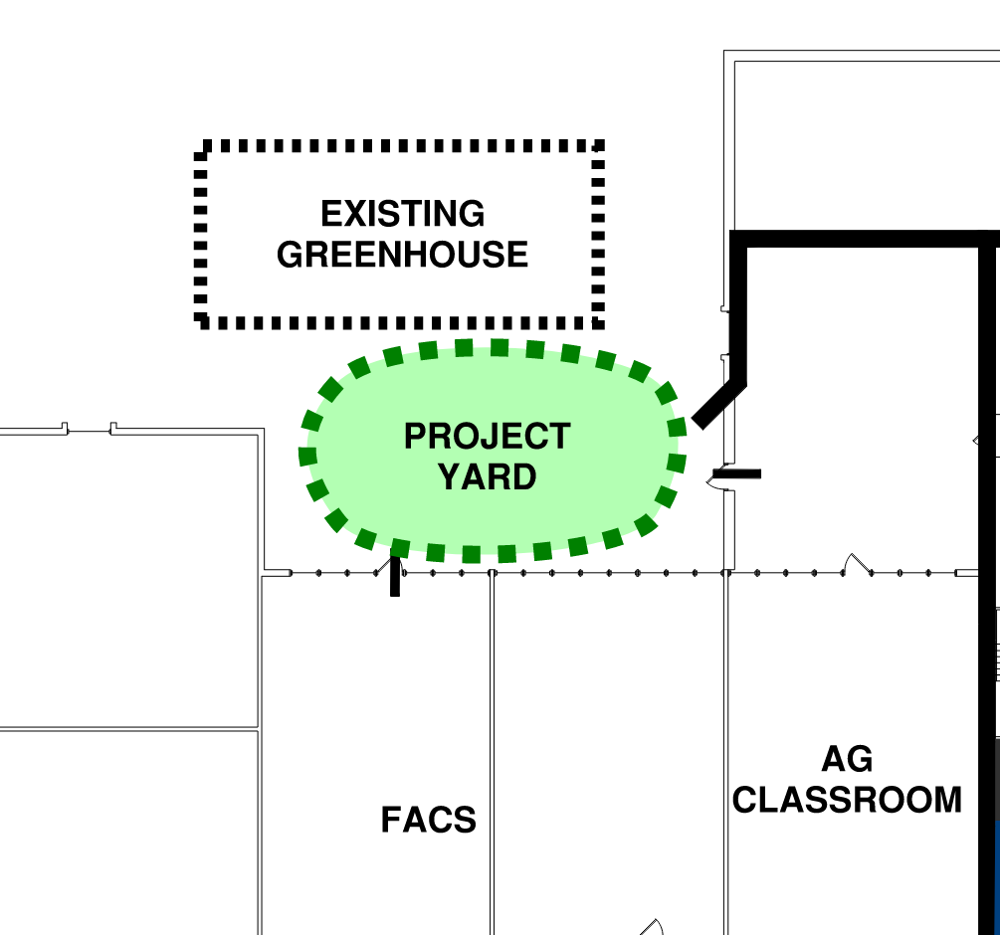 EXISTING
GREENHOUSE
PROJECT
YARD
AG
CLASSROOM
FACS